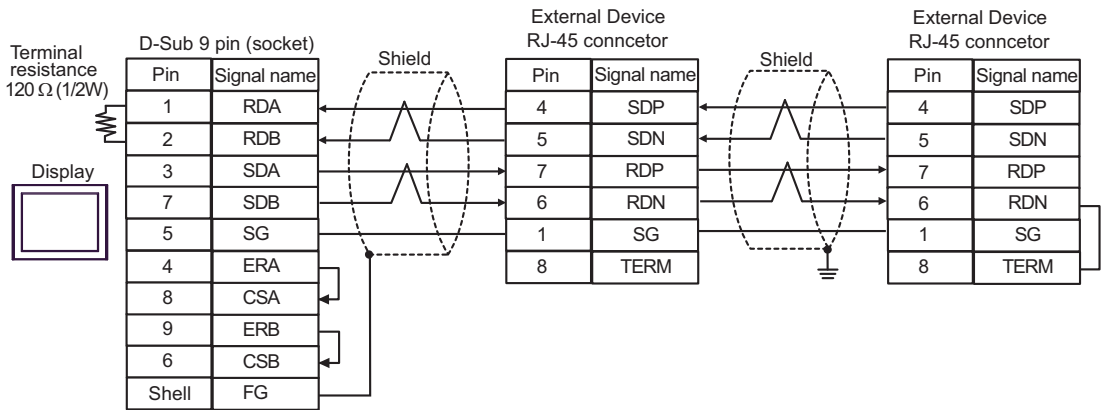 Terminal
resistance
120 Ω (1/2W)
Display
D-Sub 9 pin (socket)
Pin Signal name
1 RDA
2 RDB
3 SDA
7 SDB
5 SG
4 ERA
8 CSA
9 ERB
6 CSB
Shell FG
Shield
External Device
RJ-45 conncetor
Pin Signal name
4 SDP
5 SDN
7 RDP
6 RDN
1 SG
8 TERM
Shield
External Device
RJ-45 conncetor
Pin Signal name
4 SDP
5 SDN
7 RDP
6 RDN
1 SG
8 TERM